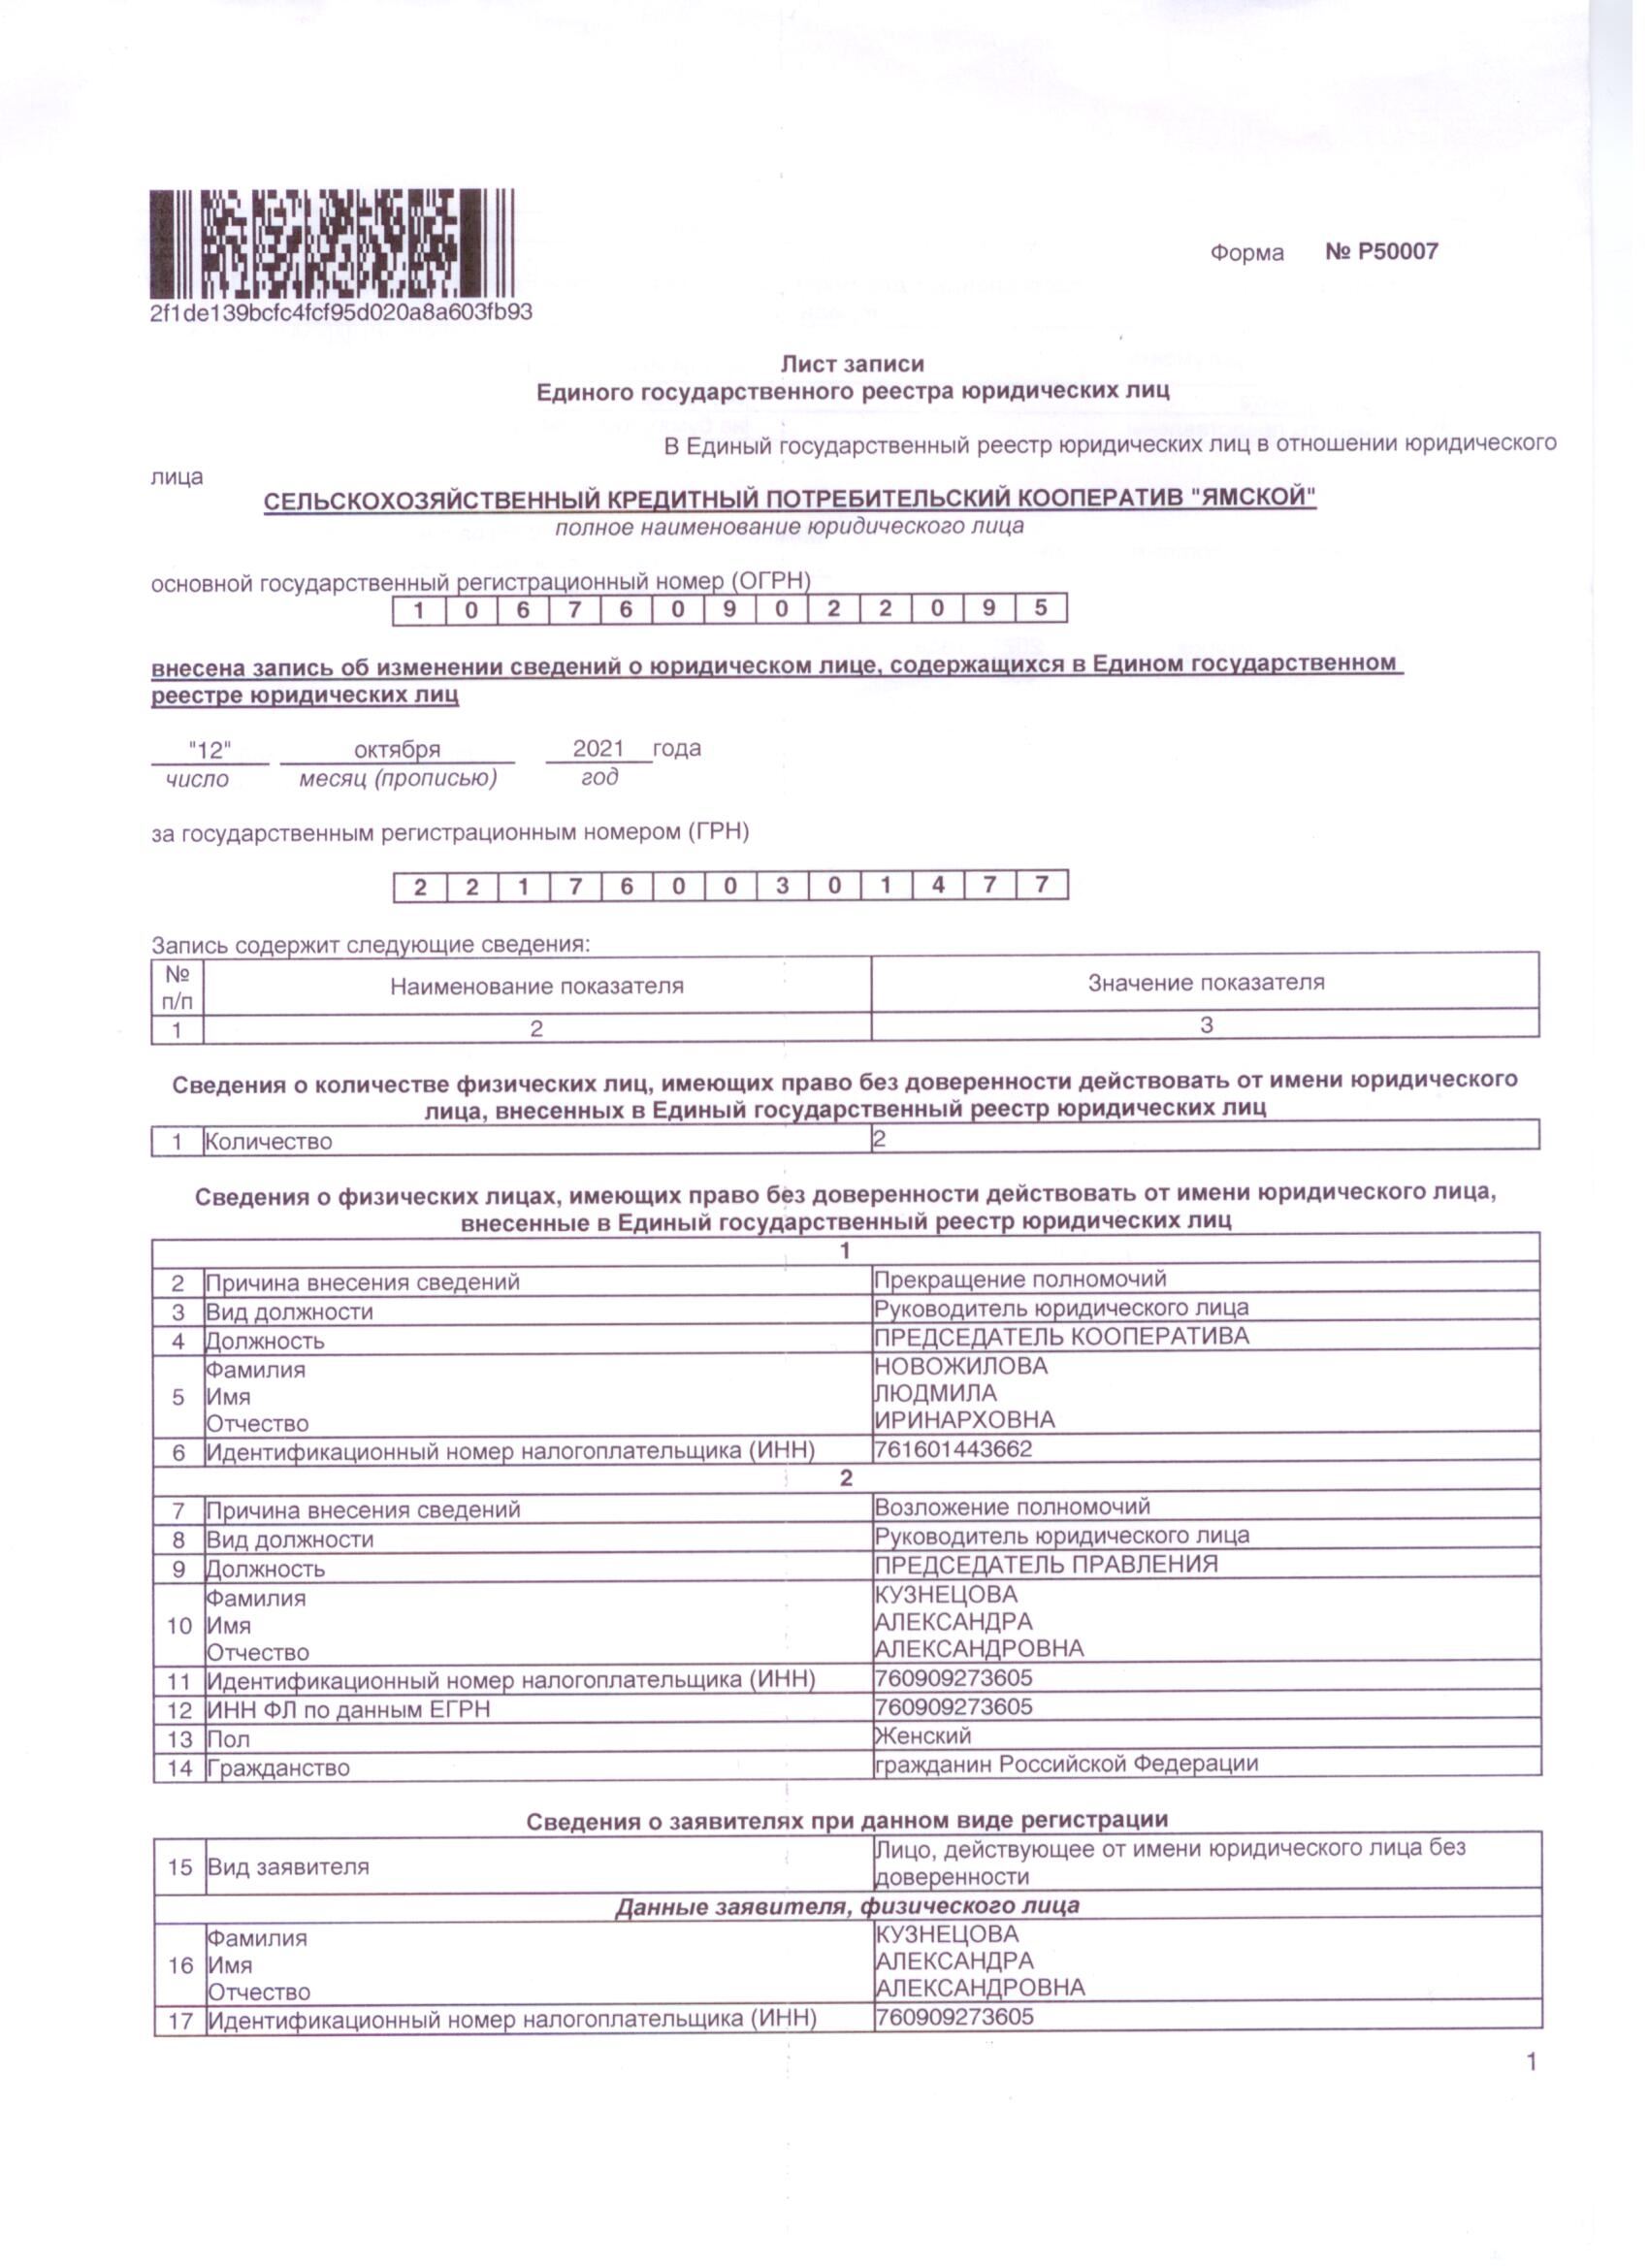 2f1de139bcfc4fcf95d020a8a603fb93
Форма № Р50007
Лист записи
Единого государственного реестра юридических лиц
В Единый государственный реестр юридических лиц в отношении юридического
лица
СЕЛЬСКОХОЗЯЙСТВЕННЫЙ КРЕДИТНЫЙ ПОТРЕБИТЕЛЬСКИЙ КООПЕРАТИВ "ЯМСКОЙ"
полное наименование юридического лица
основной государственный регистрационный номер (ОГРН)
1 0 6 7 6 0 9 0 2 2 0 9 5
внесена запись об изменении сведений о юридическом лице, содержащихся в Едином государственном
реестре юридических лиц
"12" октября 2021 года
число месяц (прописью) год
за государственным регистрационным номером (ГРН)
2 2 1 7 6 0 0 3 0 1 4 7 7
Запись содержит следующие сведения:
№ п/п Наименование показателя Значение показателя
1 2 3
Сведения о количестве физических лиц, имеющих право без доверенности действовать от имени юридического
лица, внесенных в Единый государственный реестр юридических лиц
1 Количество 2
Сведения о физических лицах, имеющих право без доверенности действовать от имени юридического лица,
внесенные в Единый государственный реестр юридических лиц
1
2 Причина внесения сведений Прекращение полномочий
3 Вид должности Руководитель юридического лица
4 Должность ПРЕДСЕДАТЕЛЬ КООПЕРАТИВА
Фамилия НОВОЖИЛОВА
5 Имя ЛЮДМИЛА
Отчество ИРИНАРХОВНА
6 Идентификационный номер налогоплательщика (ИНН) 761601443662
2
7 Причина внесения сведений Возложение полномочий
8 Вид должности Руководитель юридического лица
9 Должность ПРЕДСЕДАТЕЛЬ ПРАВЛЕНИЯ
Фамилия КУЗНЕЦОВА
10 Имя АЛЕКСАНДРА
Отчество АЛЕКСАНДРОВНА
11 Идентификационный номер налогоплательщика (ИНН) 760909273605
12 ИНН ФЛ по данным ЕГРН 760909273605
13 Пол Женский
14 Гражданство гражданин Российской Федерации
Сведения о заявителях при данном виде регистрации
15 Вид заявителя Лицо, действующее от имени юридического лица без
доверенности
Данные заявителя, физического лица
Фамилия КУЗНЕЦОВА
16 Имя АЛЕКСАНДРА
Отчество АЛЕКСАНДРОВНА
17 Идентификационный номер налогоплательщика (ИНН) 760909273605
1